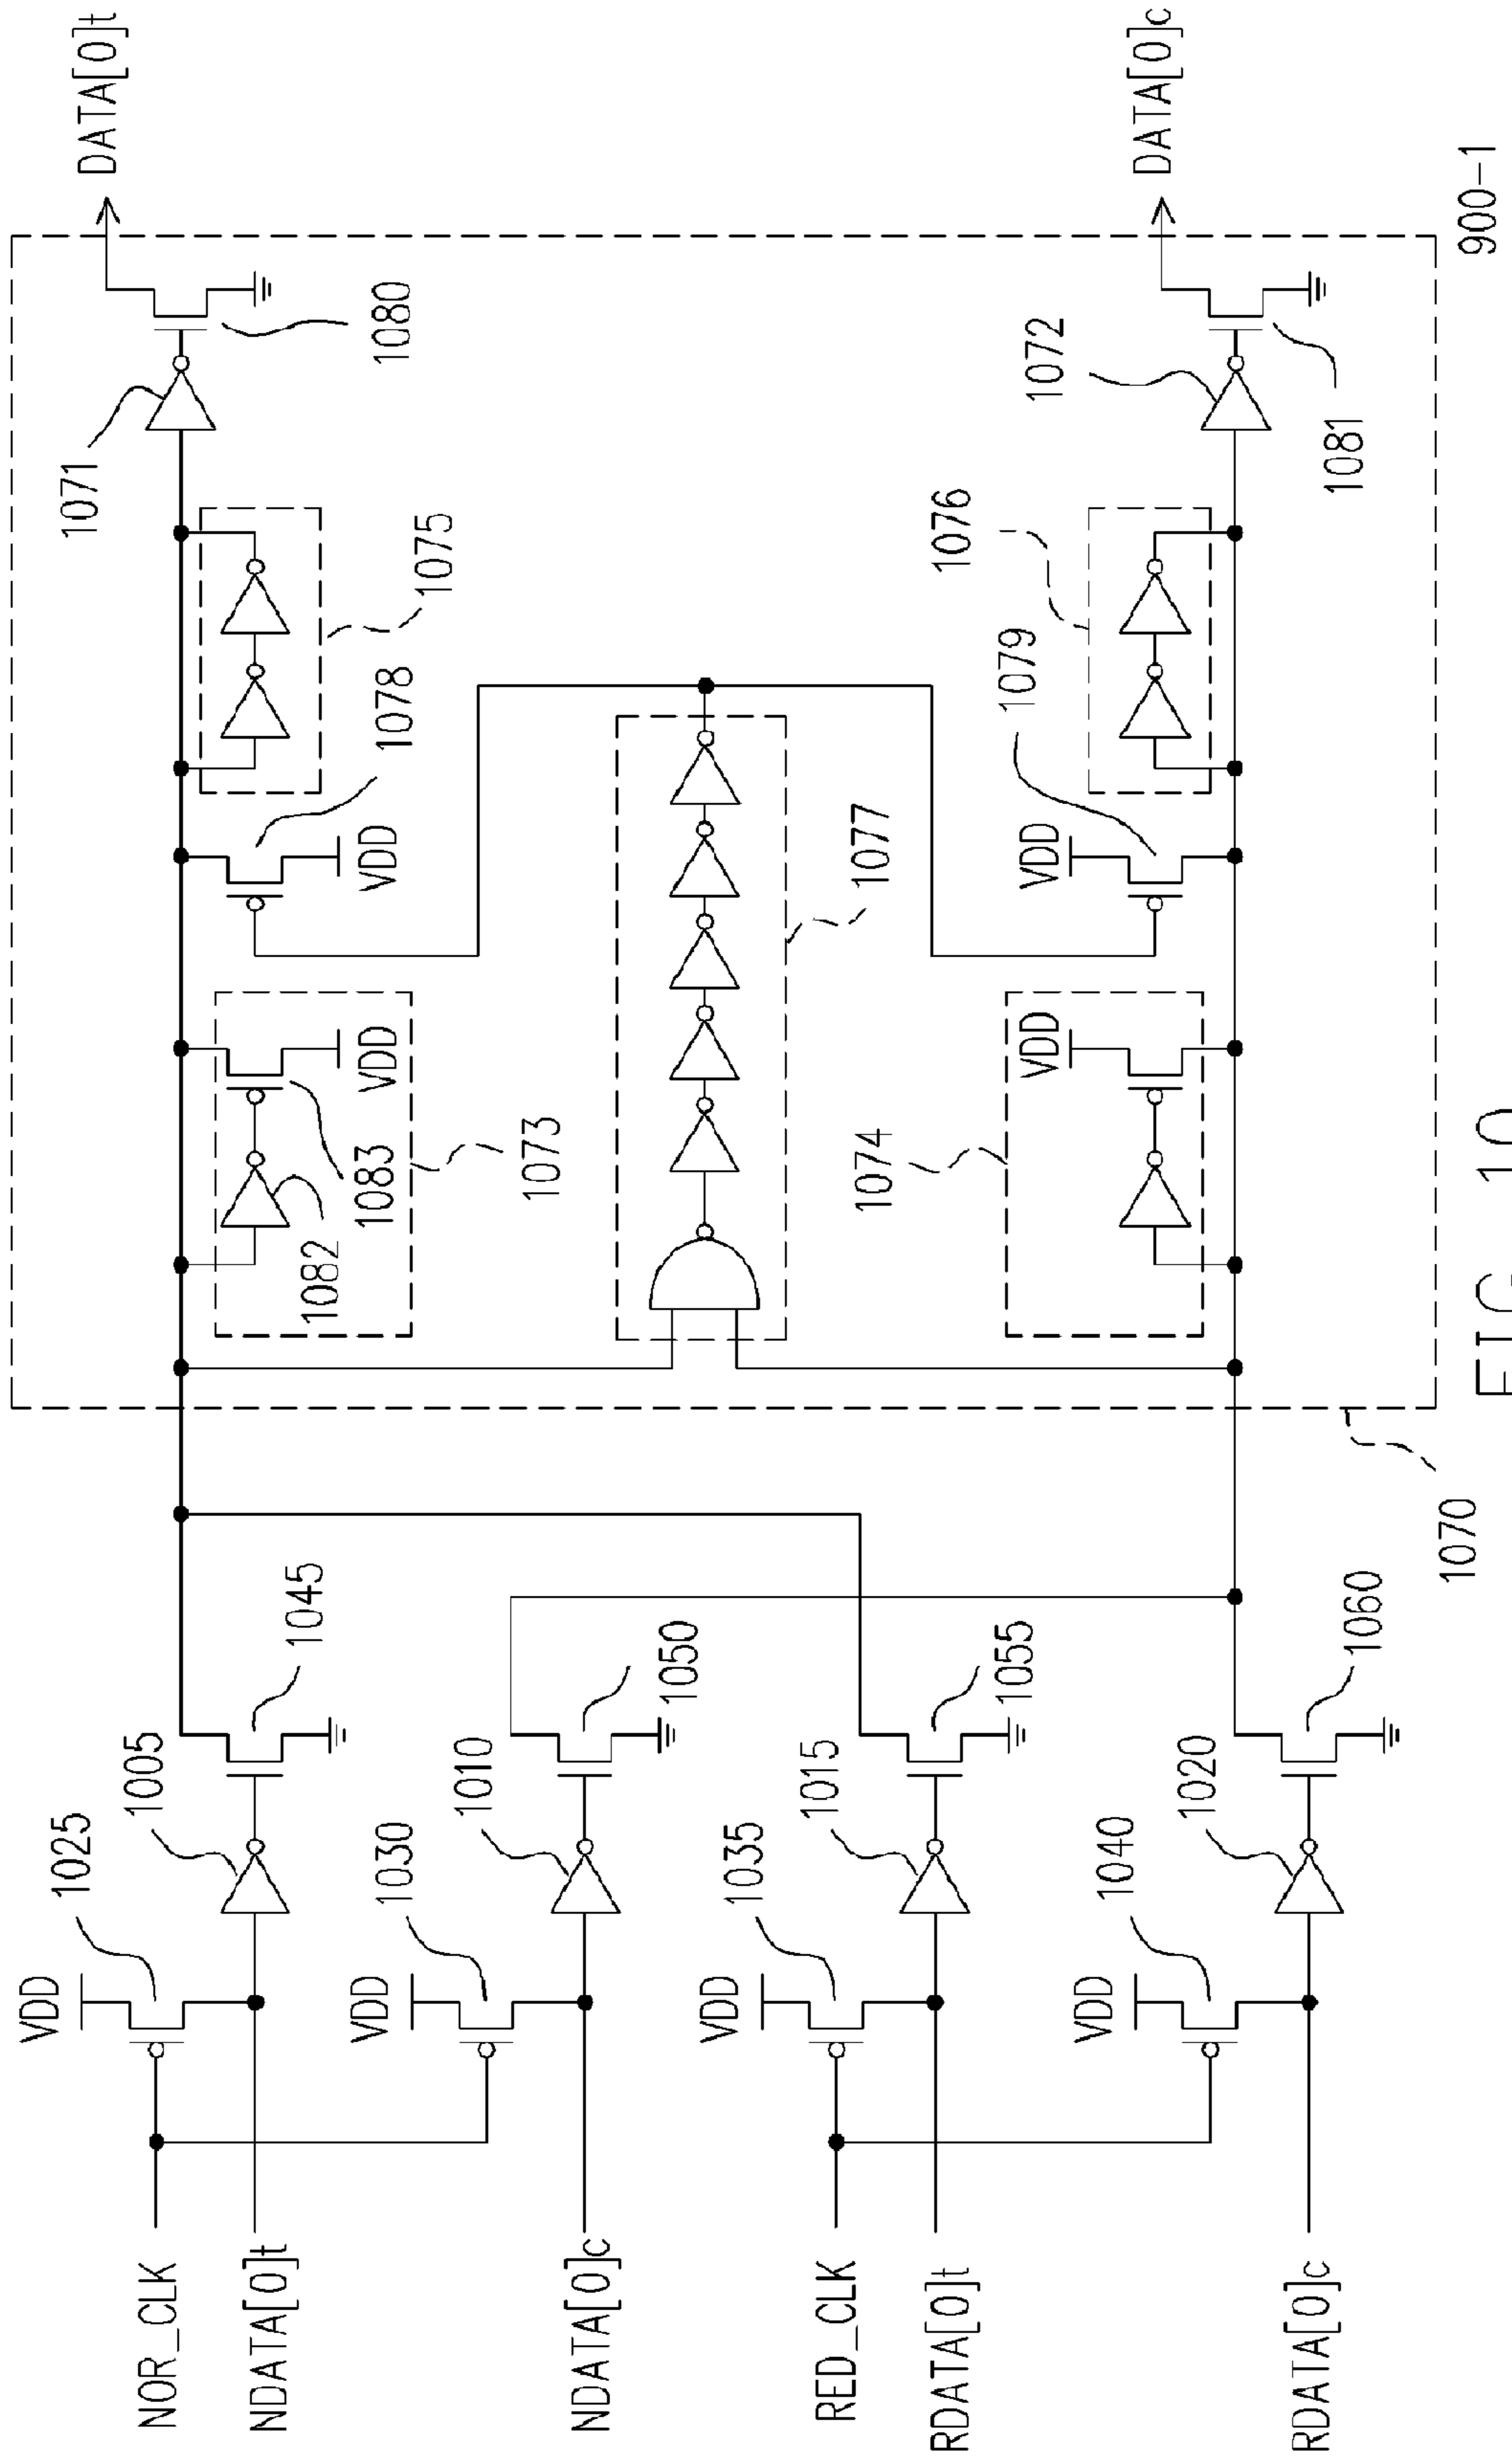 NOR_CLK
NDATA[0]t
NDATA[0]c
RED_CLK
RDATA[0]t
RDATA[0]c
VDD
1025
1005
1045
VDD
1030
1010
1050
VDD
1035
1015
1055
VDD
1040
1020
1060
1070
1082
1083
VDD
1073
1078
VDD
1075
1071
1080
DATA[0]t
1077
1074
VDD
1079
VDD
1076
1072
1081
DATA[0]c
900-1
FIG. 10